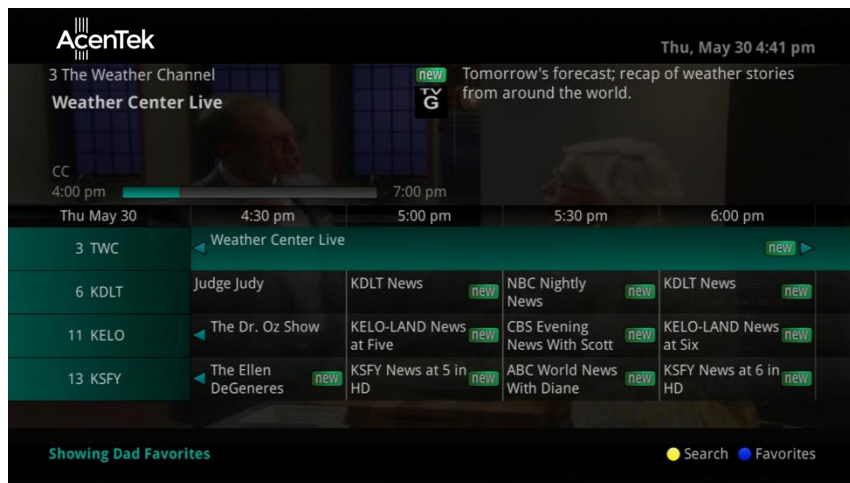 AcenTek
Thu, May 30 4:41 pm
3 The Weather Channel
new
Tomorrow's forecast; recap of weather stories
Weather Center Live
TV
G
from around the world.
CC
4:00 pm
7:00 pm
Thu May 30
4:30 pm
5:00 pm
5:30 pm
6:00 pm
3 TWC
Weather Center Live
new
6 KDLT
Judge Judy
KDLT News
new
NBC Nightly
News
new
KDLT News
new
11 KELO
The Dr. Oz Show
KELO-LAND News
at Five
new
CBS Evening
News With Scott
new
KELO-LAND News
at Six
new
13 KSFY
The Ellen
DeGeneres
new
KSFY News at 5 in
HD
new
ABC World News
With Diane
new
KSFY News at 6 in
HD
new
Showing Dad Favorites
Search
Favorites